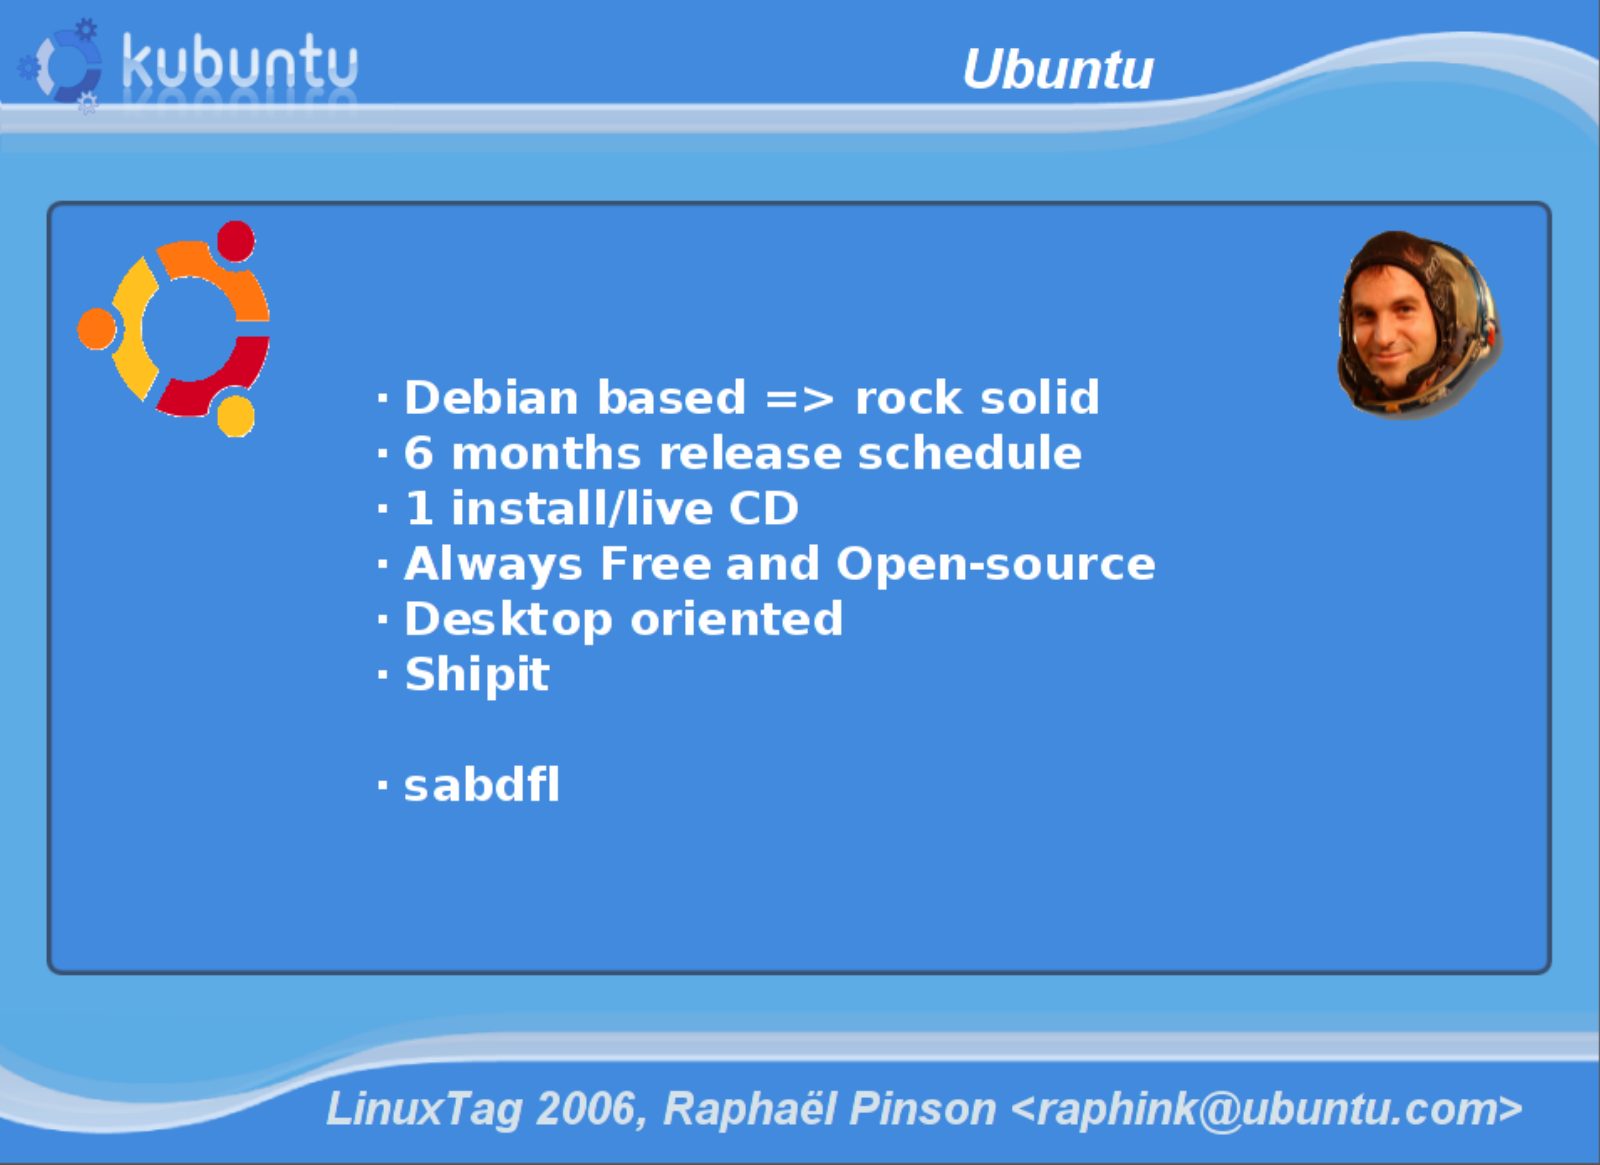 kubuntu
Ubuntu
· Debian based => rock solid
· 6 months release schedule
· 1 install/live CD
· Always Free and Open-source
· Desktop oriented
· Shipit
· sabdfl
LinuxTag 2006, Raphaël Pinson <raphink@ubuntu.com>